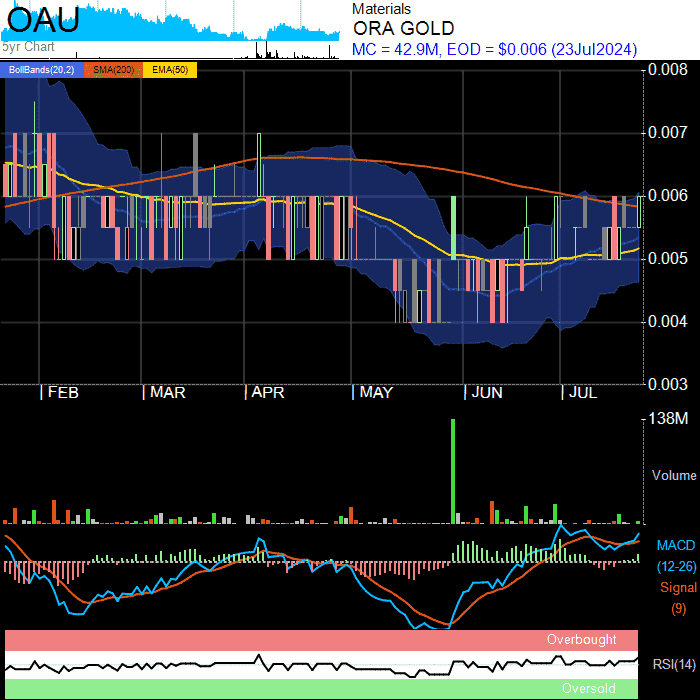 OAU
5yr Chart
Materials
ORA GOLD
MC = 42.9M, EOD = $0.006 (23Jul2024)
BollBands(20,2) SMA(200) EMA(50)
0.008
0.007
0.006
0.005
0.004
0.003
FEB MAR APR MAY JUN JUL
138M
Volume
MACD
(12-26)
Signal
(9)
Overbought
RSI(14)
Oversold